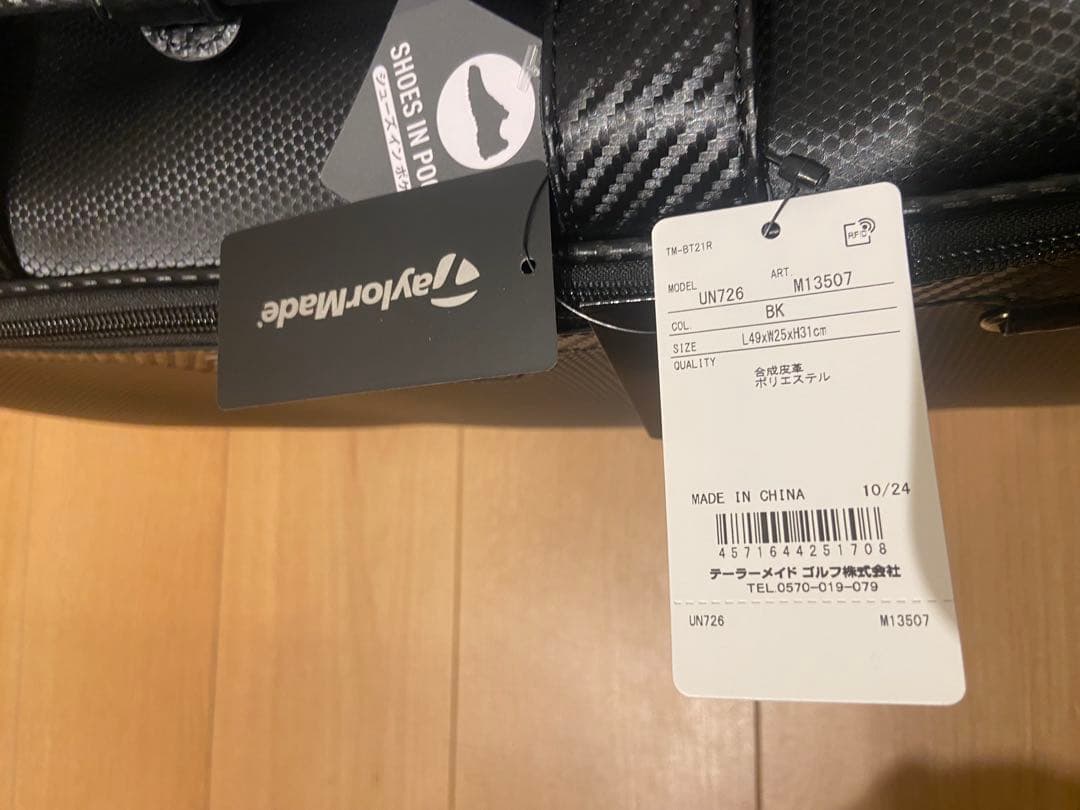 SHOES IN PO
シューズ イン ポケ
TaylorMade
TM-BT21R
RFID
MODEL UN726 ART. M13507
COL. BK
SIZE L49xW25xH31cm
QUALITY 合成皮革
ポリエステル
MADE IN CHINA 10/24
4571644251708
テーラーメイド ゴルフ株式会社
TEL.0570-019-079
UN726 M13507